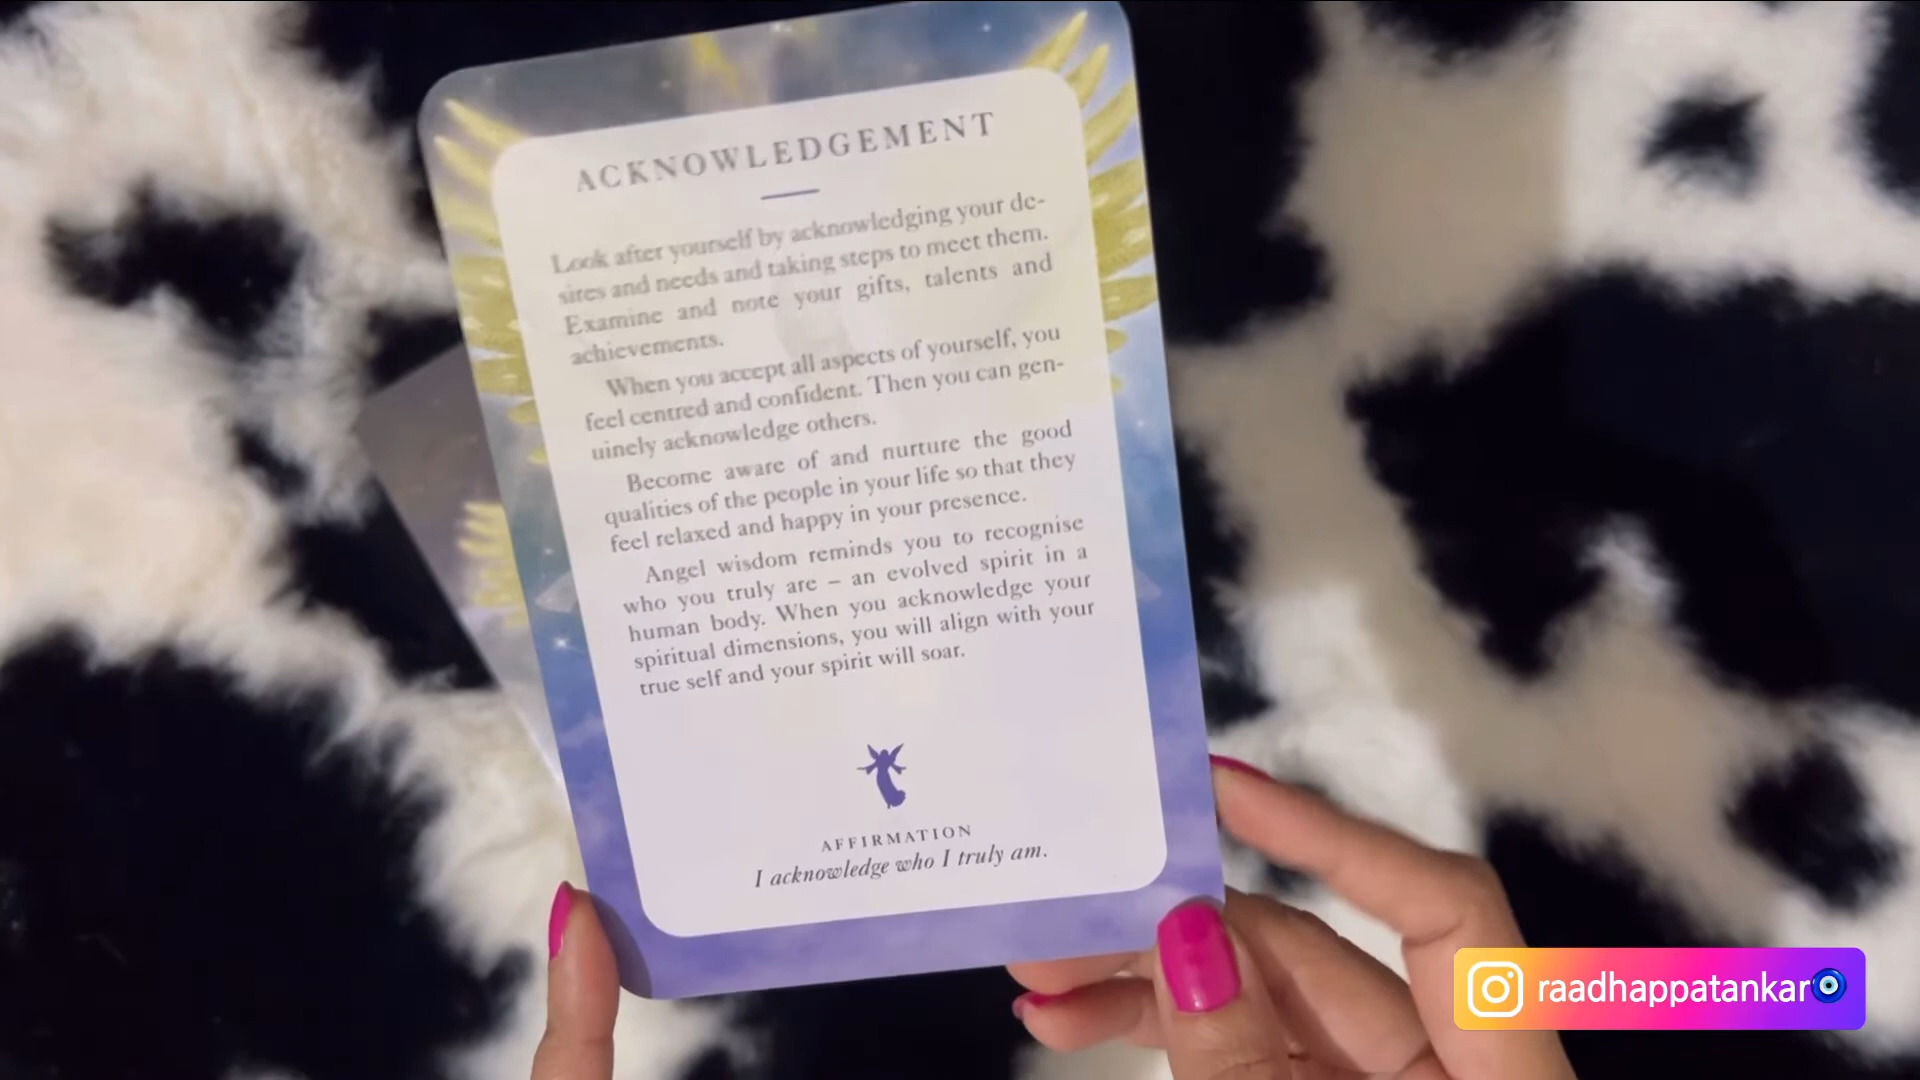 ACKNOWLEDGEMENT
Look after yourself by acknowledging your de-
sires and needs and taking steps to meet them.
Examine and note your gifts, talents and
achievements.
When you accept all aspects of yourself, you
feel centred and confident. Then you can gen-
uinely acknowledge others.
Become aware of and nurture the good
qualities of the people in your life so that they
feel relaxed and happy in your presence.
Angel wisdom reminds you to recognise
who you truly are – an evolved spirit in a
human body. When you acknowledge your
spiritual dimensions, you will align with your
true self and your spirit will soar.
AFFIRMATION
I acknowledge who I truly am.
raadhappatankar🧿